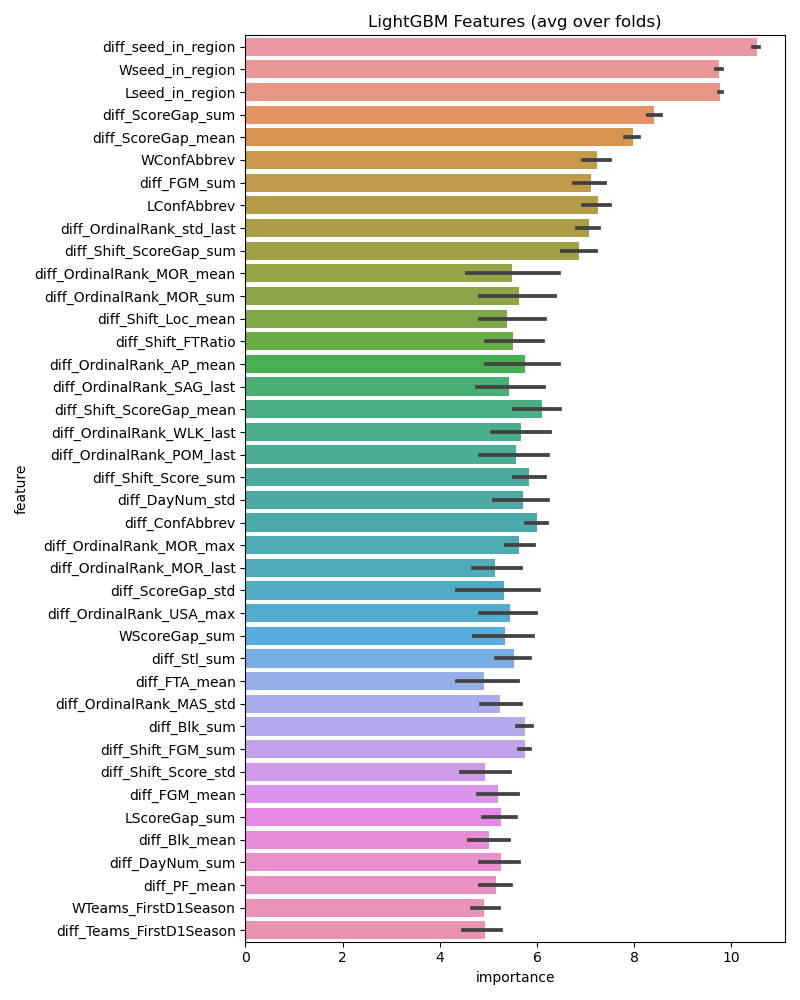 LightGBM Features (avg over folds)
diff_seed_in_region
Wseed_in_region
Lseed_in_region
diff_ScoreGap_sum
diff_ScoreGap_mean
WConfAbbrev
diff_FGM_sum
LConfAbbrev
diff_OrdinalRank_std_last
diff_Shift_ScoreGap_sum
diff_OrdinalRank_MOR_mean
diff_OrdinalRank_MOR_sum
diff_Shift_Loc_mean
diff_Shift_FTRatio
diff_OrdinalRank_AP_mean
diff_OrdinalRank_SAG_last
diff_Shift_ScoreGap_mean
diff_OrdinalRank_WLK_last
diff_OrdinalRank_POM_last
diff_Shift_Score_sum
diff_DayNum_std
diff_ConfAbbrev
diff_OrdinalRank_MOR_max
diff_OrdinalRank_MOR_last
diff_ScoreGap_std
diff_OrdinalRank_USA_max
WScoreGap_sum
diff_Stl_sum
diff_FTA_mean
diff_OrdinalRank_MAS_std
diff_Blk_sum
diff_Shift_FGM_sum
diff_Shift_Score_std
diff_FGM_mean
LScoreGap_sum
diff_Blk_mean
diff_DayNum_sum
diff_PF_mean
WTeams_FirstD1Season
diff_Teams_FirstD1Season
feature
0 2 4 6 8 10
importance